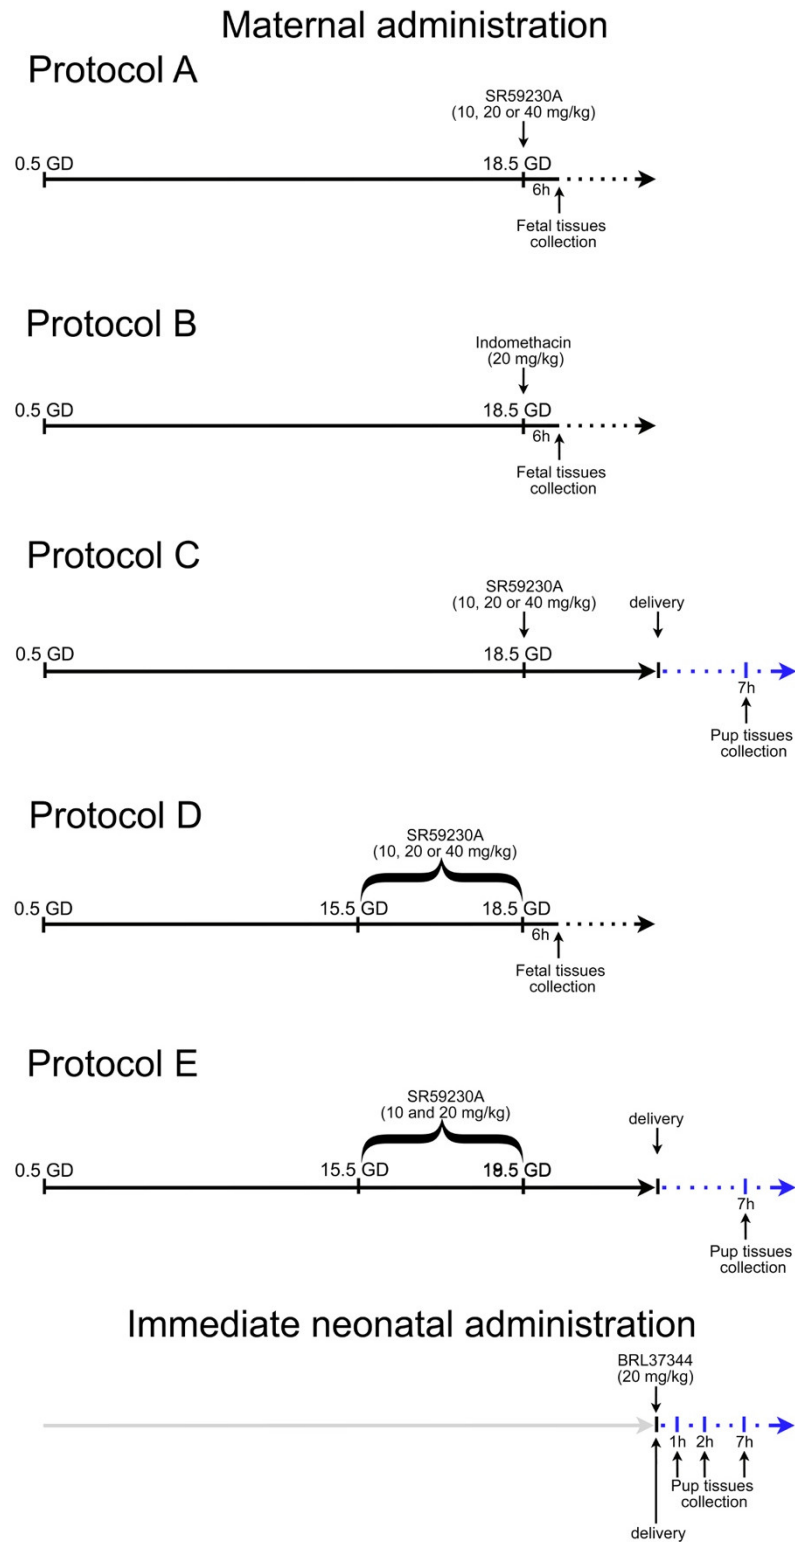 Maternal administration
Protocol A
SR59230A
(10, 20 or 40 mg/kg)
0.5 GD
18.5 GD
6h
Fetal tissues
collection
Protocol B
Indomethacin
(20 mg/kg)
0.5 GD
18.5 GD
6h
Fetal tissues
collection
Protocol C
SR59230A
(10, 20 or 40 mg/kg)
delivery
0.5 GD
18.5 GD
7h
Pup tissues
collection
Protocol D
SR59230A
(10, 20 or 40 mg/kg)
0.5 GD
15.5 GD
18.5 GD
6h
Fetal tissues
collection
Protocol E
SR59230A
(10 and 20 mg/kg)
delivery
0.5 GD
15.5 GD
18.5 GD
7h
Pup tissues
collection
Immediate neonatal administration
BRL37344
(20 mg/kg)
1h
2h
7h
Pup tissues
collection
delivery